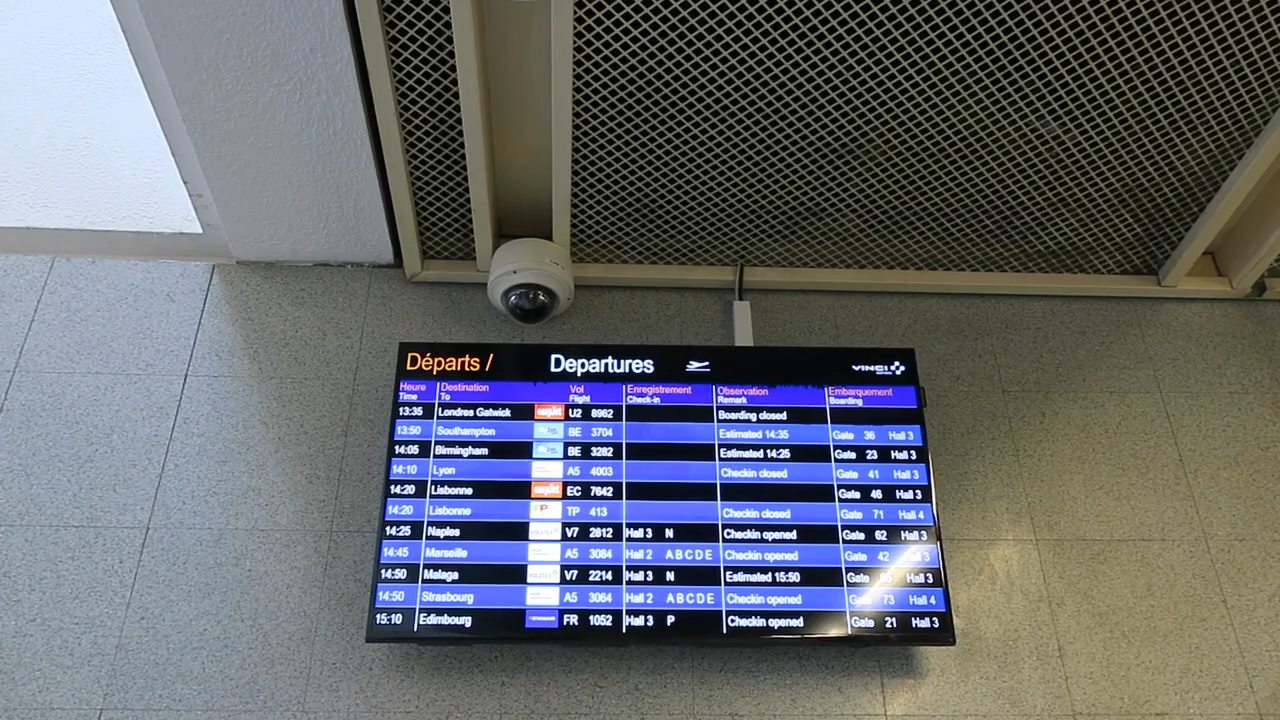 Départs / Departures VINCI AIRPORTS
Heure Destination Vol Enregistrement Observation Embarquement
Time To Flight Check-in Remark Boarding
13:35 Londres Gatwick easyJet U2 8962 Boarding closed
13:50 Southampton BE 3704 Estimated 14:35 Gate 36 Hall 3
14:05 Birmingham BE 3282 Estimated 14:25 Gate 23 Hall 3
14:10 Lyon A5 4003 Checkin closed Gate 41 Hall 3
14:20 Lisbonne easyJet EC 7642 Gate 46 Hall 3
14:20 Lisbonne TP 413 Checkin closed Gate 71 Hall 4
14:25 Naples V7 2812 Hall 3 N Checkin opened Gate 62 Hall 3
14:45 Marseille A5 3084 Hall 2 A B C D E Checkin opened Gate 42 Hall 3
14:50 Malaga V7 2214 Hall 3 N Estimated 15:50 Gate Hall 3
14:50 Strasbourg A5 3064 Hall 2 A B C D E Checkin opened Gate 73 Hall 4
15:10 Edimbourg FR 1052 Hall 3 P Checkin opened Gate 21 Hall 3